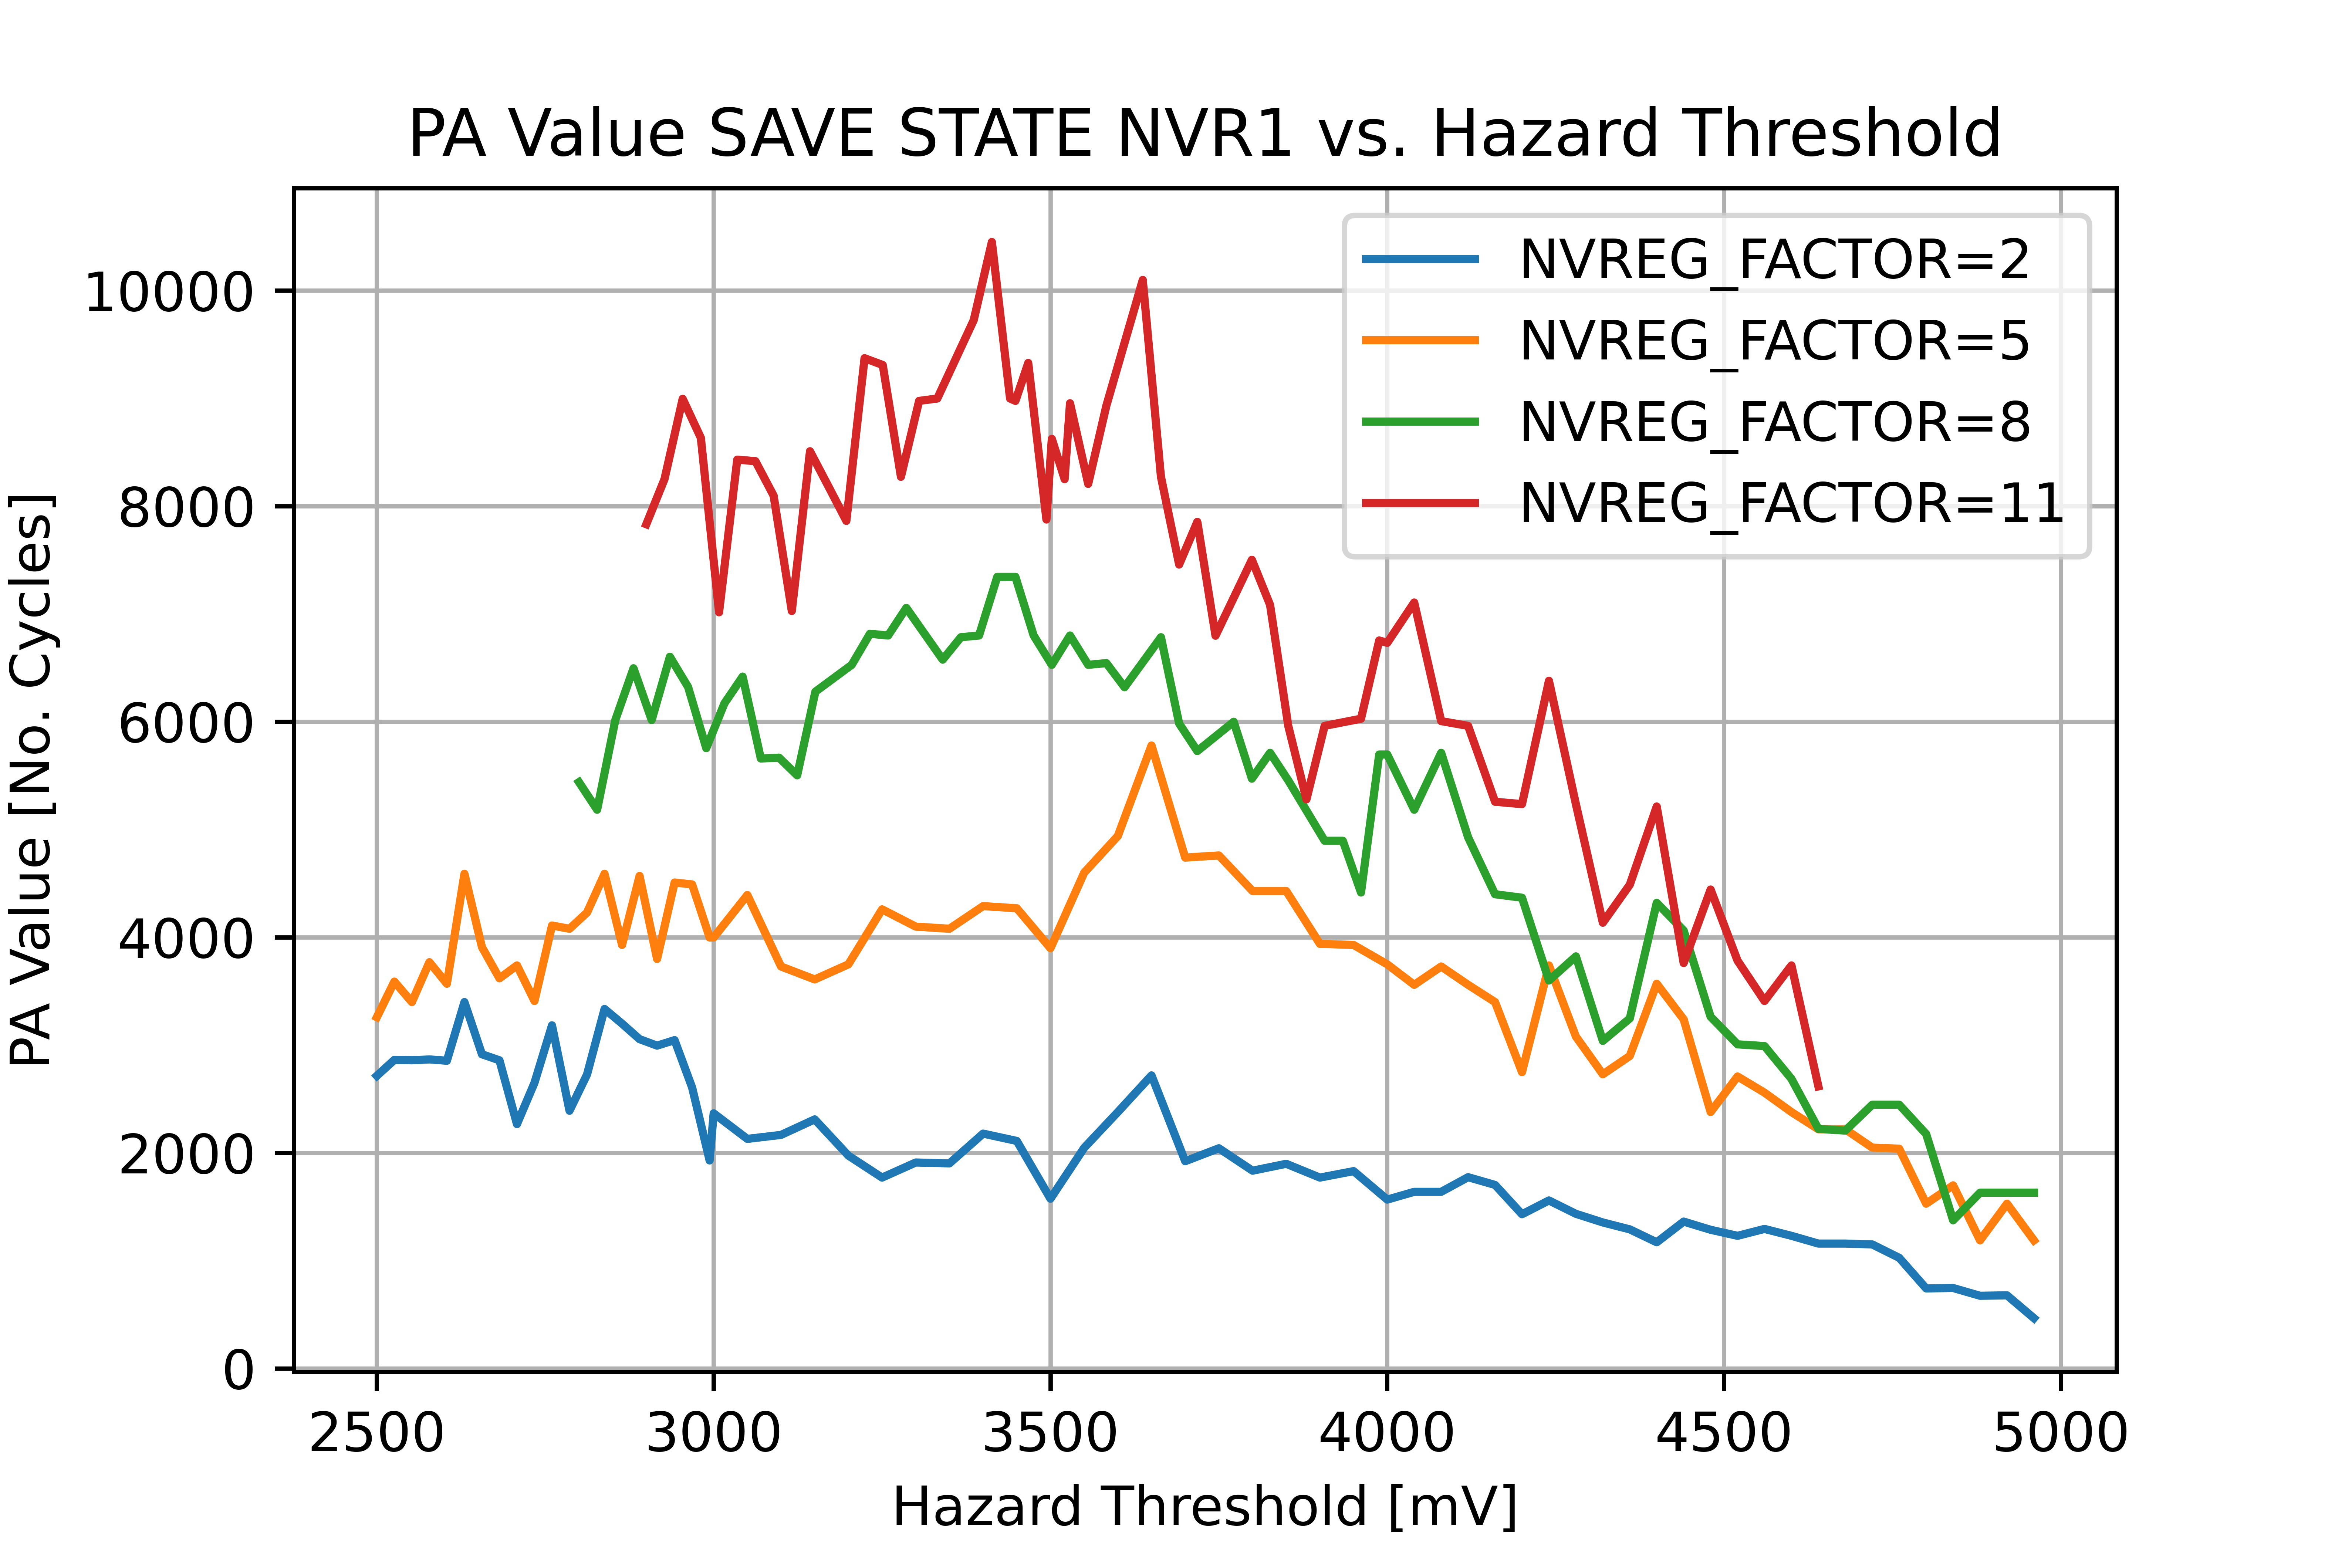 PA Value SAVE STATE NVR1 vs. Hazard Threshold
NVREG_FACTOR=2
NVREG_FACTOR=5
NVREG_FACTOR=8
NVREG_FACTOR=11
PA Value [No. Cycles]
10000
8000
6000
4000
2000
0
2500 3000 3500 4000 4500 5000
Hazard Threshold [mV]